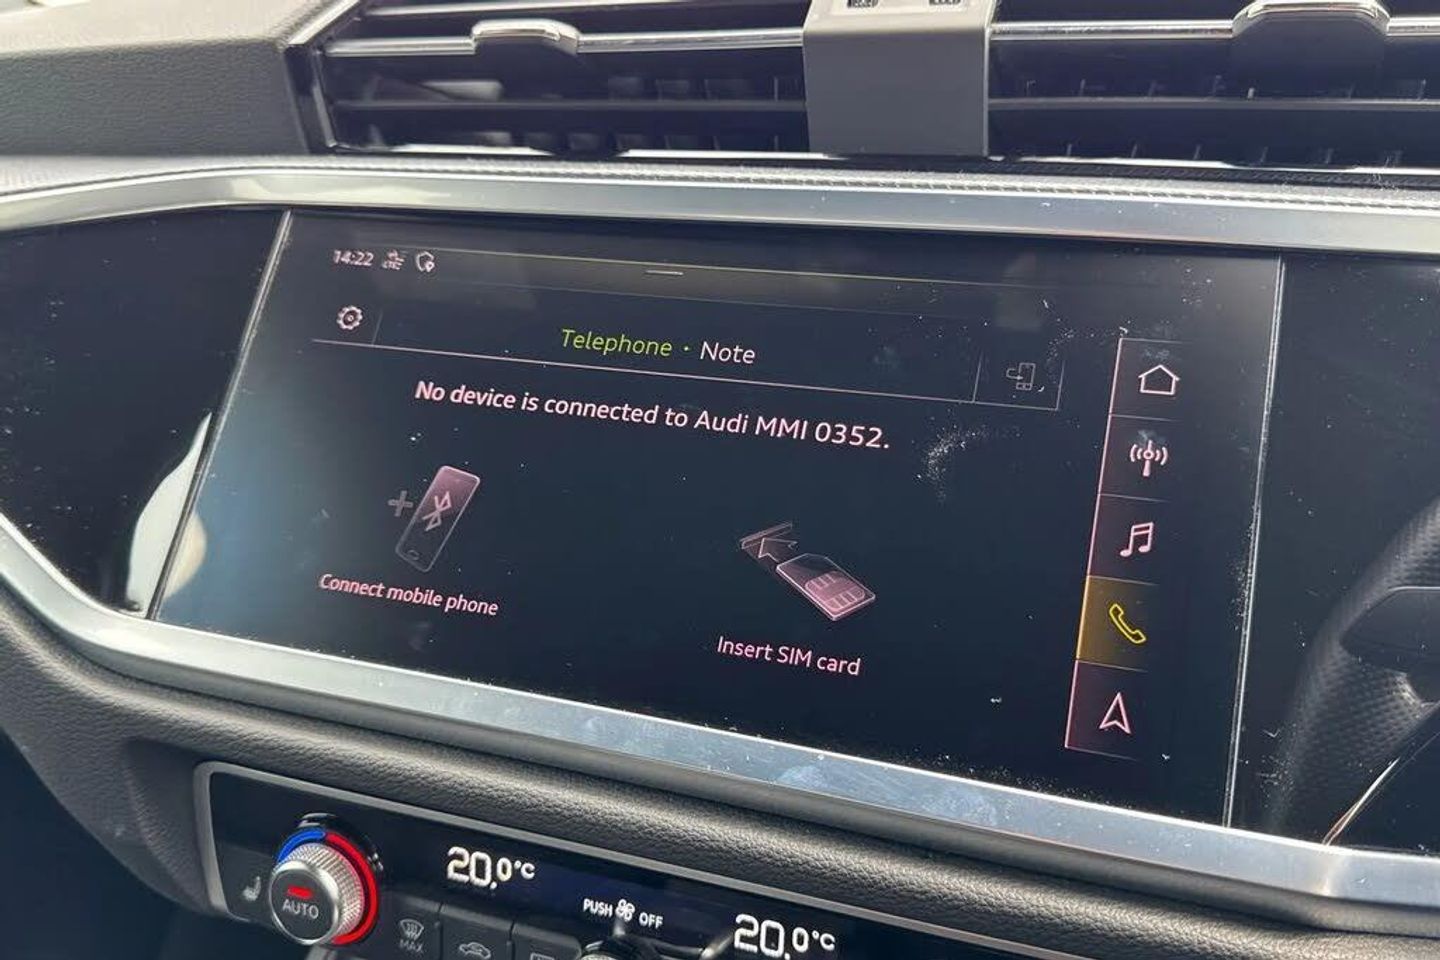 14:22
LTE
Telephone · Note
No device is connected to Audi MMI 0352.
Connect mobile phone
Insert SIM card
20.0°C
AUTO
PUSH OFF
MAX
20.0°C